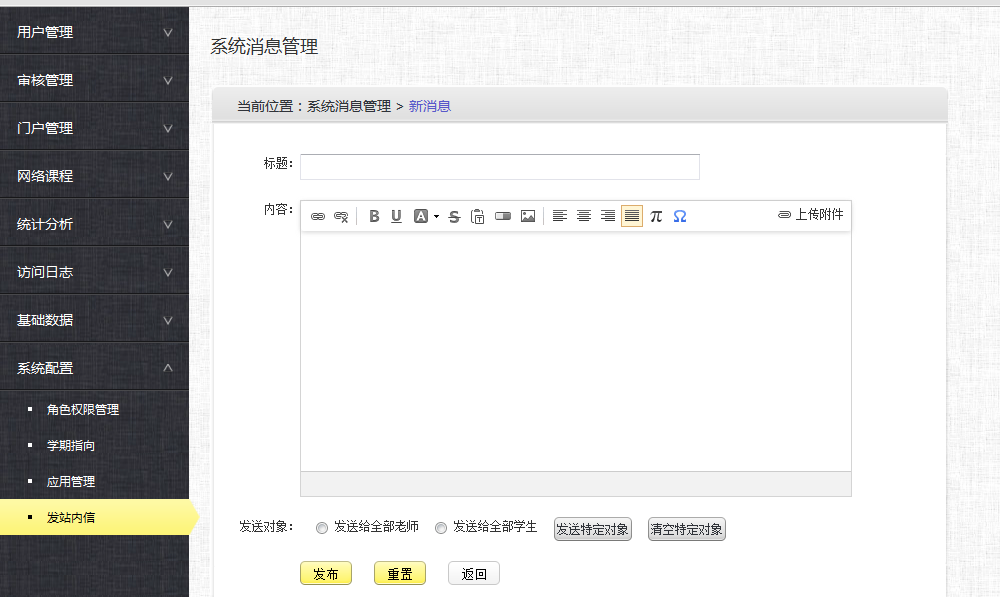 用户管理
审核管理
门户管理
网络课程
统计分析
访问日志
基础数据
系统配置
角色权限管理
学期指向
应用管理
发站内信
系统消息管理
当前位置：系统消息管理 > 新消息
标题：
内容：
B U A S π Ω 上传附件
发送对象： 发送给全部老师 发送给全部学生 发送特定对象 清空特定对象
发布 重置 返回